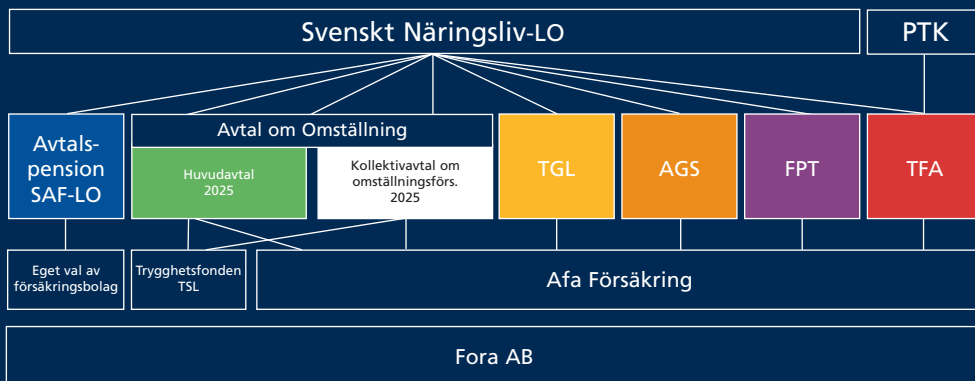 Svenskt Näringsliv-LO
PTK
Avtals-
pension
SAF-LO
Avtal om Omställning
Huvudavtal
2025
Kollektivavtal om
omställningsförs.
2025
TGL
AGS
FPT
TFA
Eget val av
försäkringsbolag
Trygghetsfonden
TSL
Afa Försäkring
Fora AB